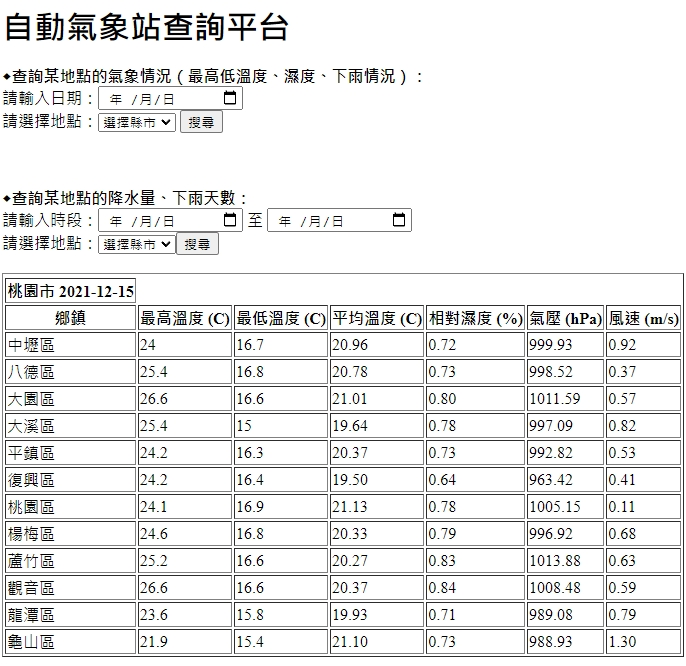 自動氣象站查詢平台
◆查詢某地點的氣象情況（最高低溫度、濕度、下雨情況）：
請輸入日期： 年 /月/日
請選擇地點： 選擇縣市 搜尋
◆查詢某地點的降水量、下雨天數：
請輸入時段： 年 /月/日 至 年 /月/日
請選擇地點： 選擇縣市 搜尋
桃園市 2021-12-15
鄉鎮 最高溫度 (C) 最低溫度 (C) 平均溫度 (C) 相對濕度 (%) 氣壓 (hPa) 風速 (m/s)
中壢區 24 16.7 20.96 0.72 999.93 0.92
八德區 25.4 16.8 20.78 0.73 998.52 0.37
大園區 26.6 16.6 21.01 0.80 1011.59 0.57
大溪區 25.4 15 19.64 0.78 997.09 0.82
平鎮區 24.2 16.3 20.37 0.73 992.82 0.53
復興區 24.2 16.4 19.50 0.64 963.42 0.41
桃園區 24.1 16.9 21.13 0.78 1005.15 0.11
楊梅區 24.6 16.8 20.33 0.79 996.92 0.68
蘆竹區 25.2 16.6 20.27 0.83 1013.88 0.63
觀音區 26.6 16.6 20.37 0.84 1008.48 0.59
龍潭區 23.6 15.8 19.93 0.71 989.08 0.79
龜山區 21.9 15.4 21.10 0.73 988.93 1.30